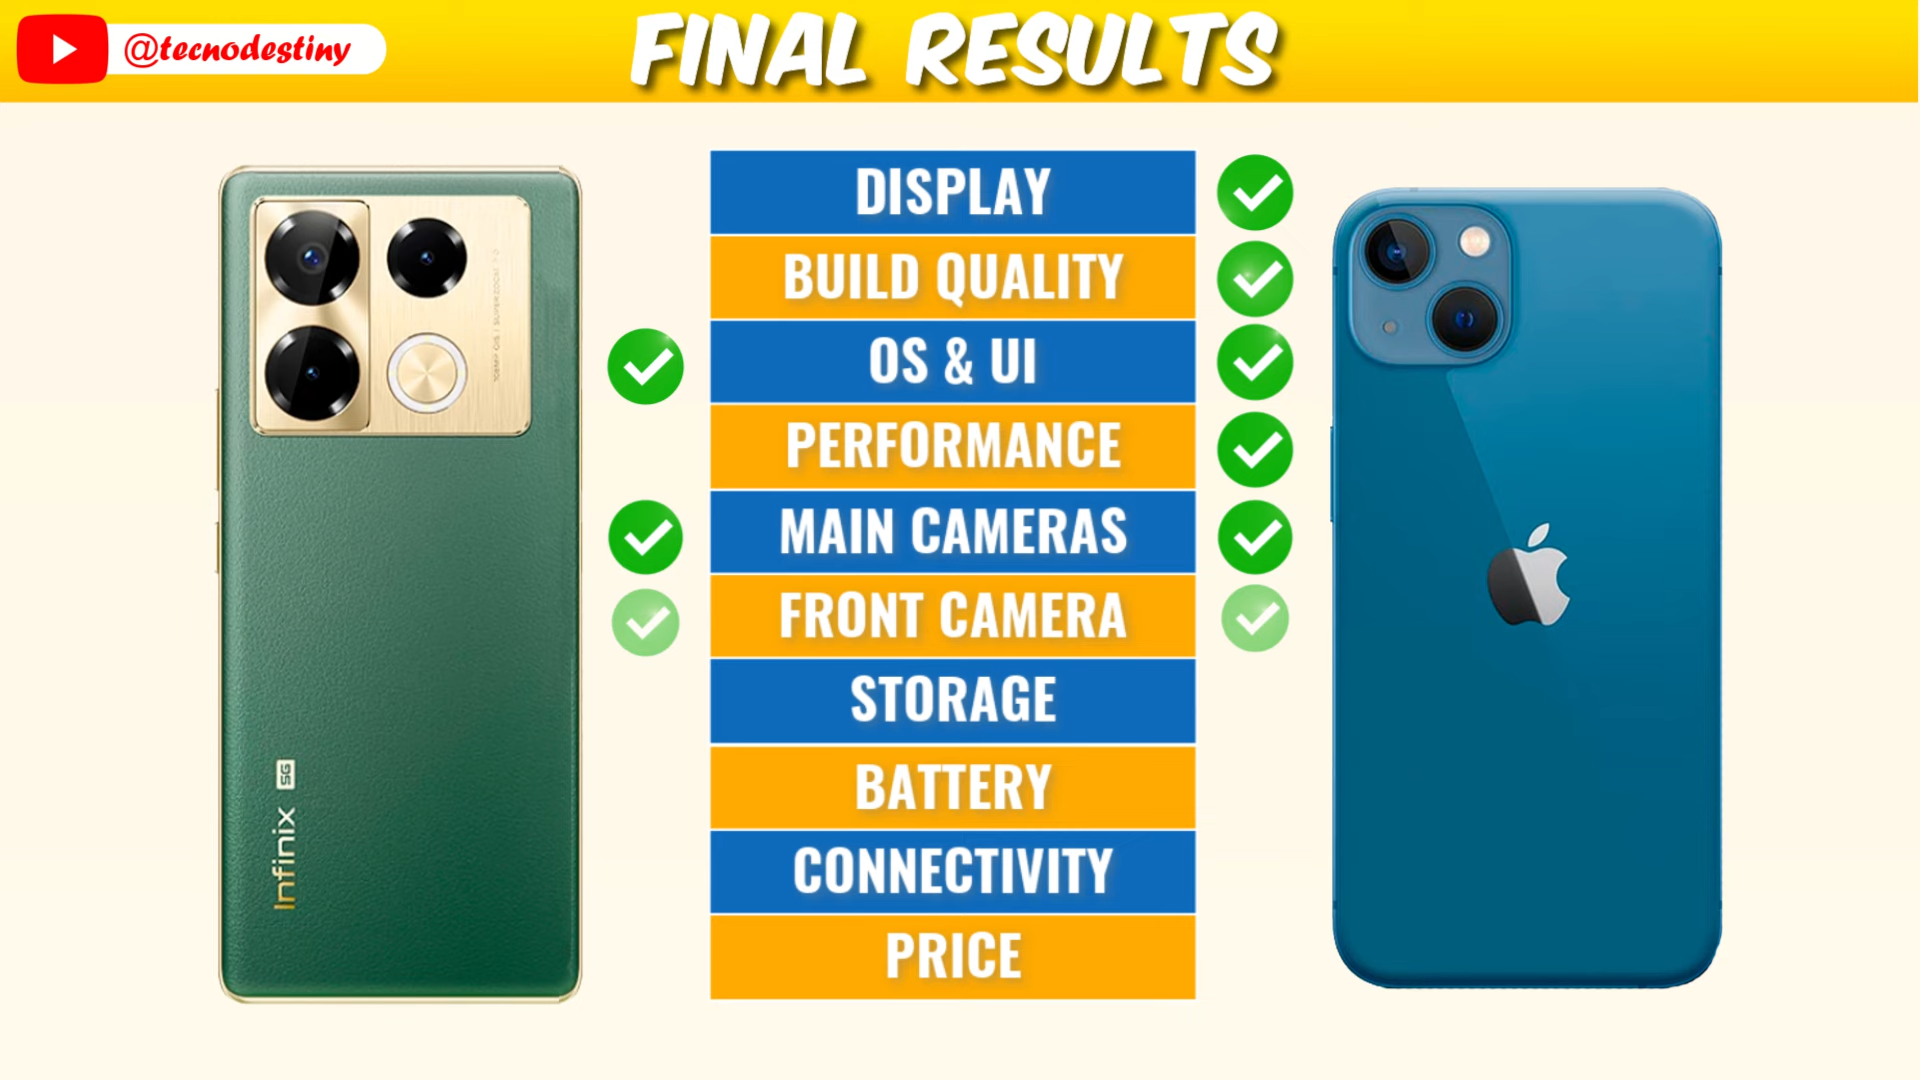 @tecnodestiny
FINAL RESULTS
DISPLAY
BUILD QUALITY
OS & UI
PERFORMANCE
MAIN CAMERAS
FRONT CAMERA
STORAGE
BATTERY
CONNECTIVITY
PRICE
Infinix 5G